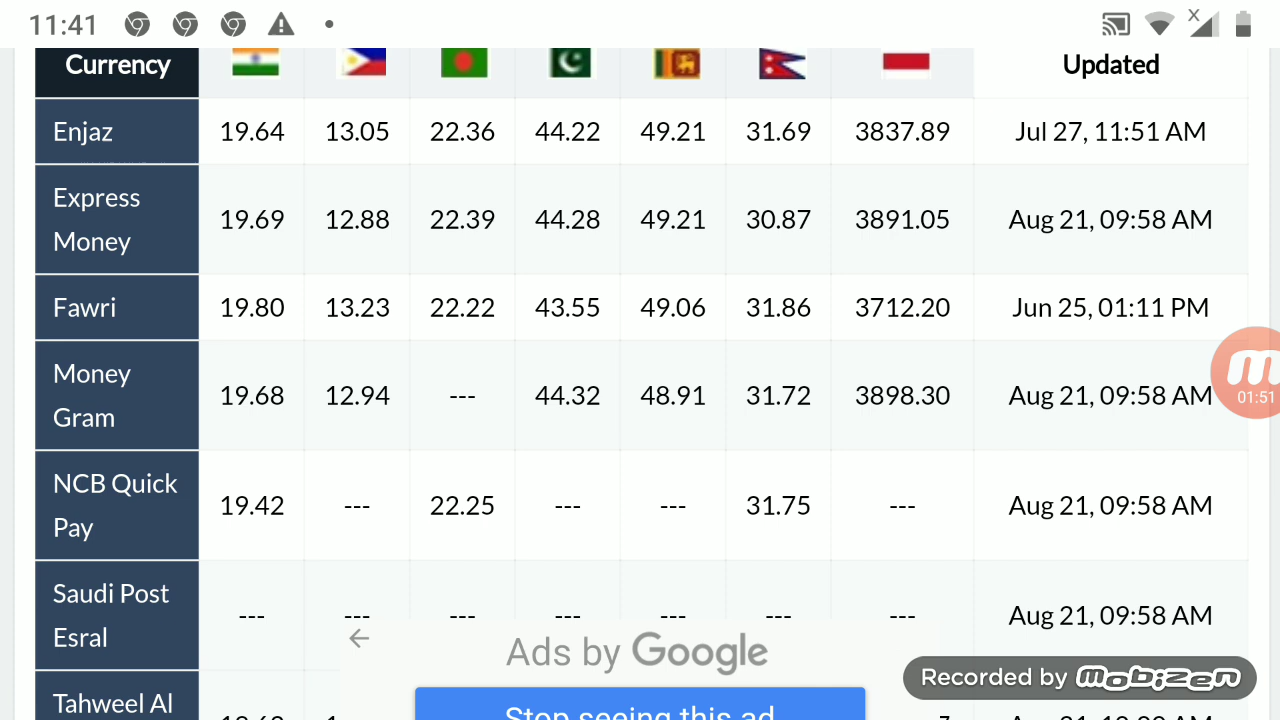 11:41
Currency Updated
Enjaz 19.64 13.05 22.36 44.22 49.21 31.69 3837.89 Jul 27, 11:51 AM
Express
Money 19.69 12.88 22.39 44.28 49.21 30.87 3891.05 Aug 21, 09:58 AM
Fawri 19.80 13.23 22.22 43.55 49.06 31.86 3712.20 Jun 25, 01:11 PM
Money
Gram 19.68 12.94 --- 44.32 48.91 31.72 3898.30 Aug 21, 09:58 AM
01:51
NCB Quick
Pay 19.42 --- 22.25 --- --- 31.75 --- Aug 21, 09:58 AM
Saudi Post
Esral --- --- --- --- --- --- --- Aug 21, 09:58 AM
Ads by Google
Recorded by mobizen
Tahweel Al
Stop seeing this ad